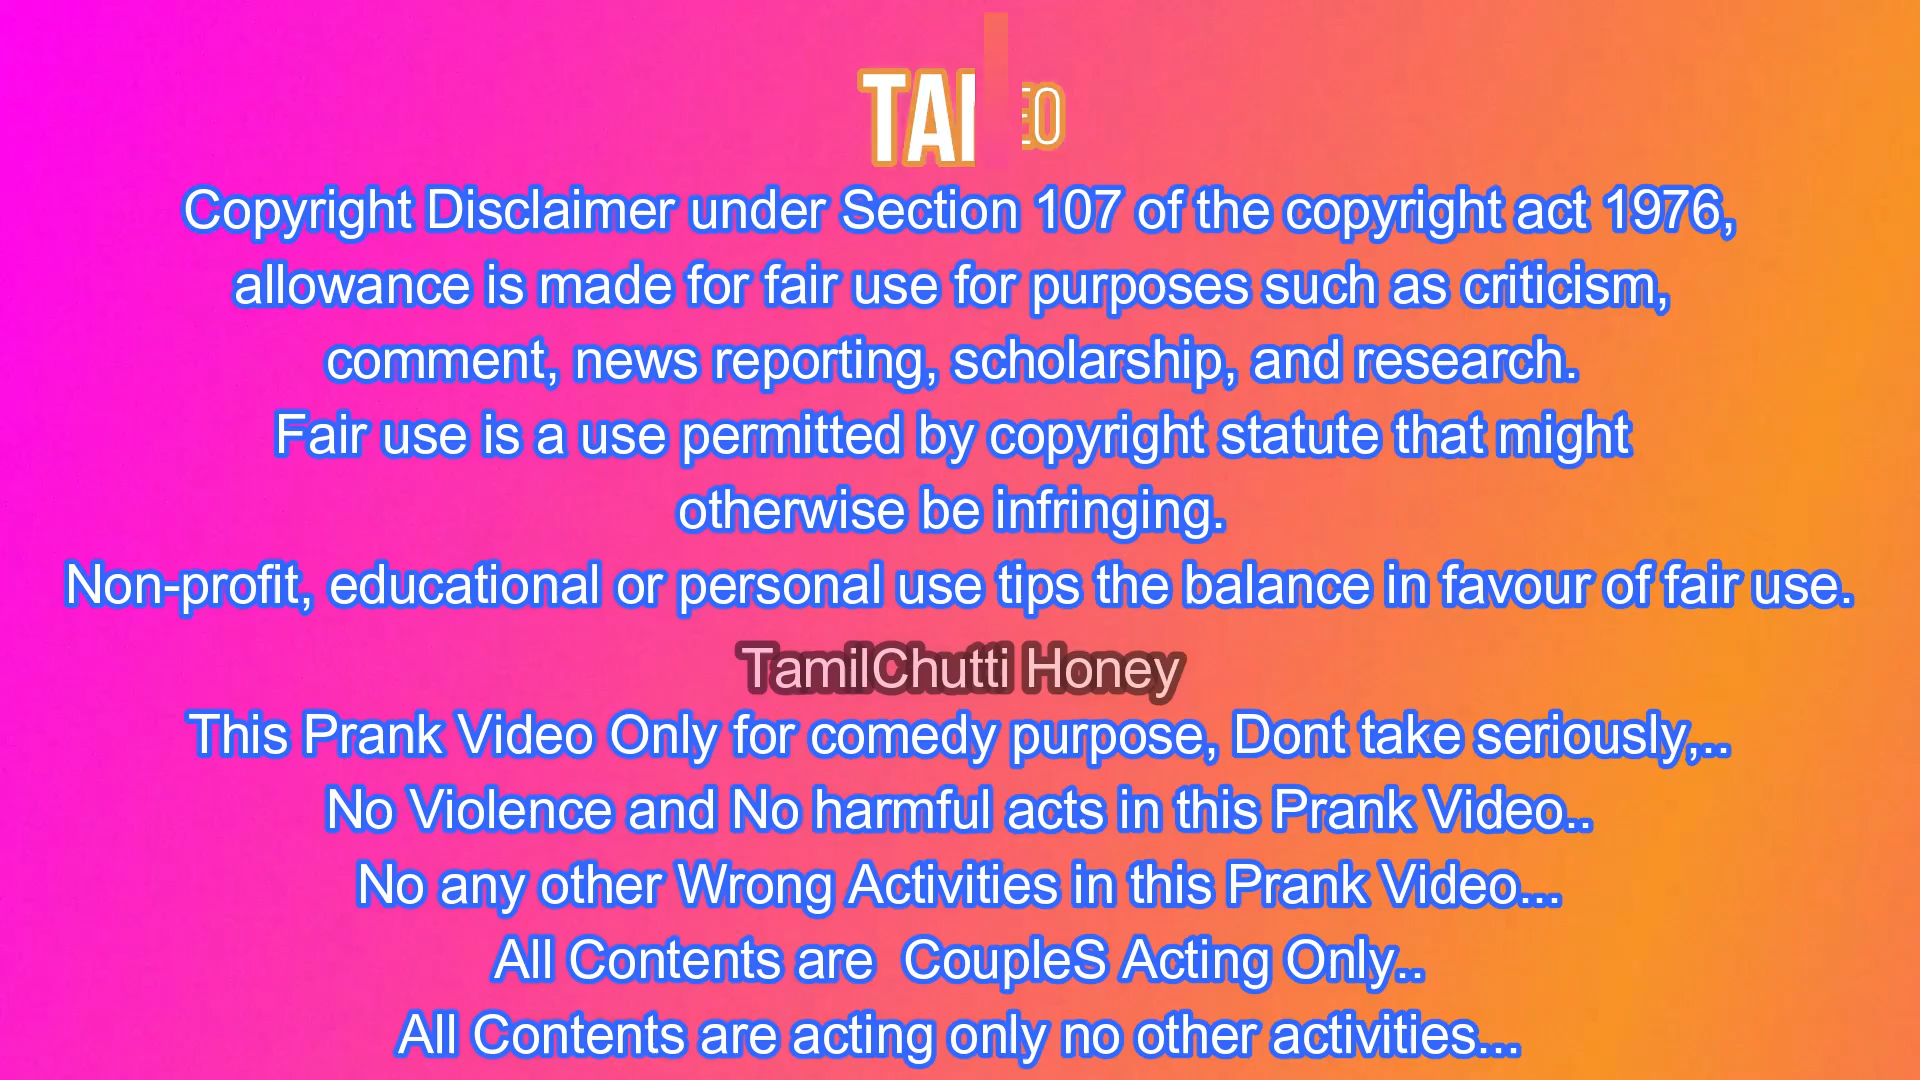 Copyright Disclaimer under Section 107 of the copyright act 1976,
allowance is made for fair use for purposes such as criticism,
comment, news reporting, scholarship, and research.
Fair use is a use permitted by copyright statute that might
otherwise be infringing.
Non-profit, educational or personal use tips the balance in favour of fair use.
TamilChutti Honey
This Prank Video Only for comedy purpose, Dont take seriously,..
No Violence and No harmful acts in this Prank Video..
No any other Wrong Activities in this Prank Video...
All Contents are  CoupleS Acting Only..
All Contents are acting only no other activities...